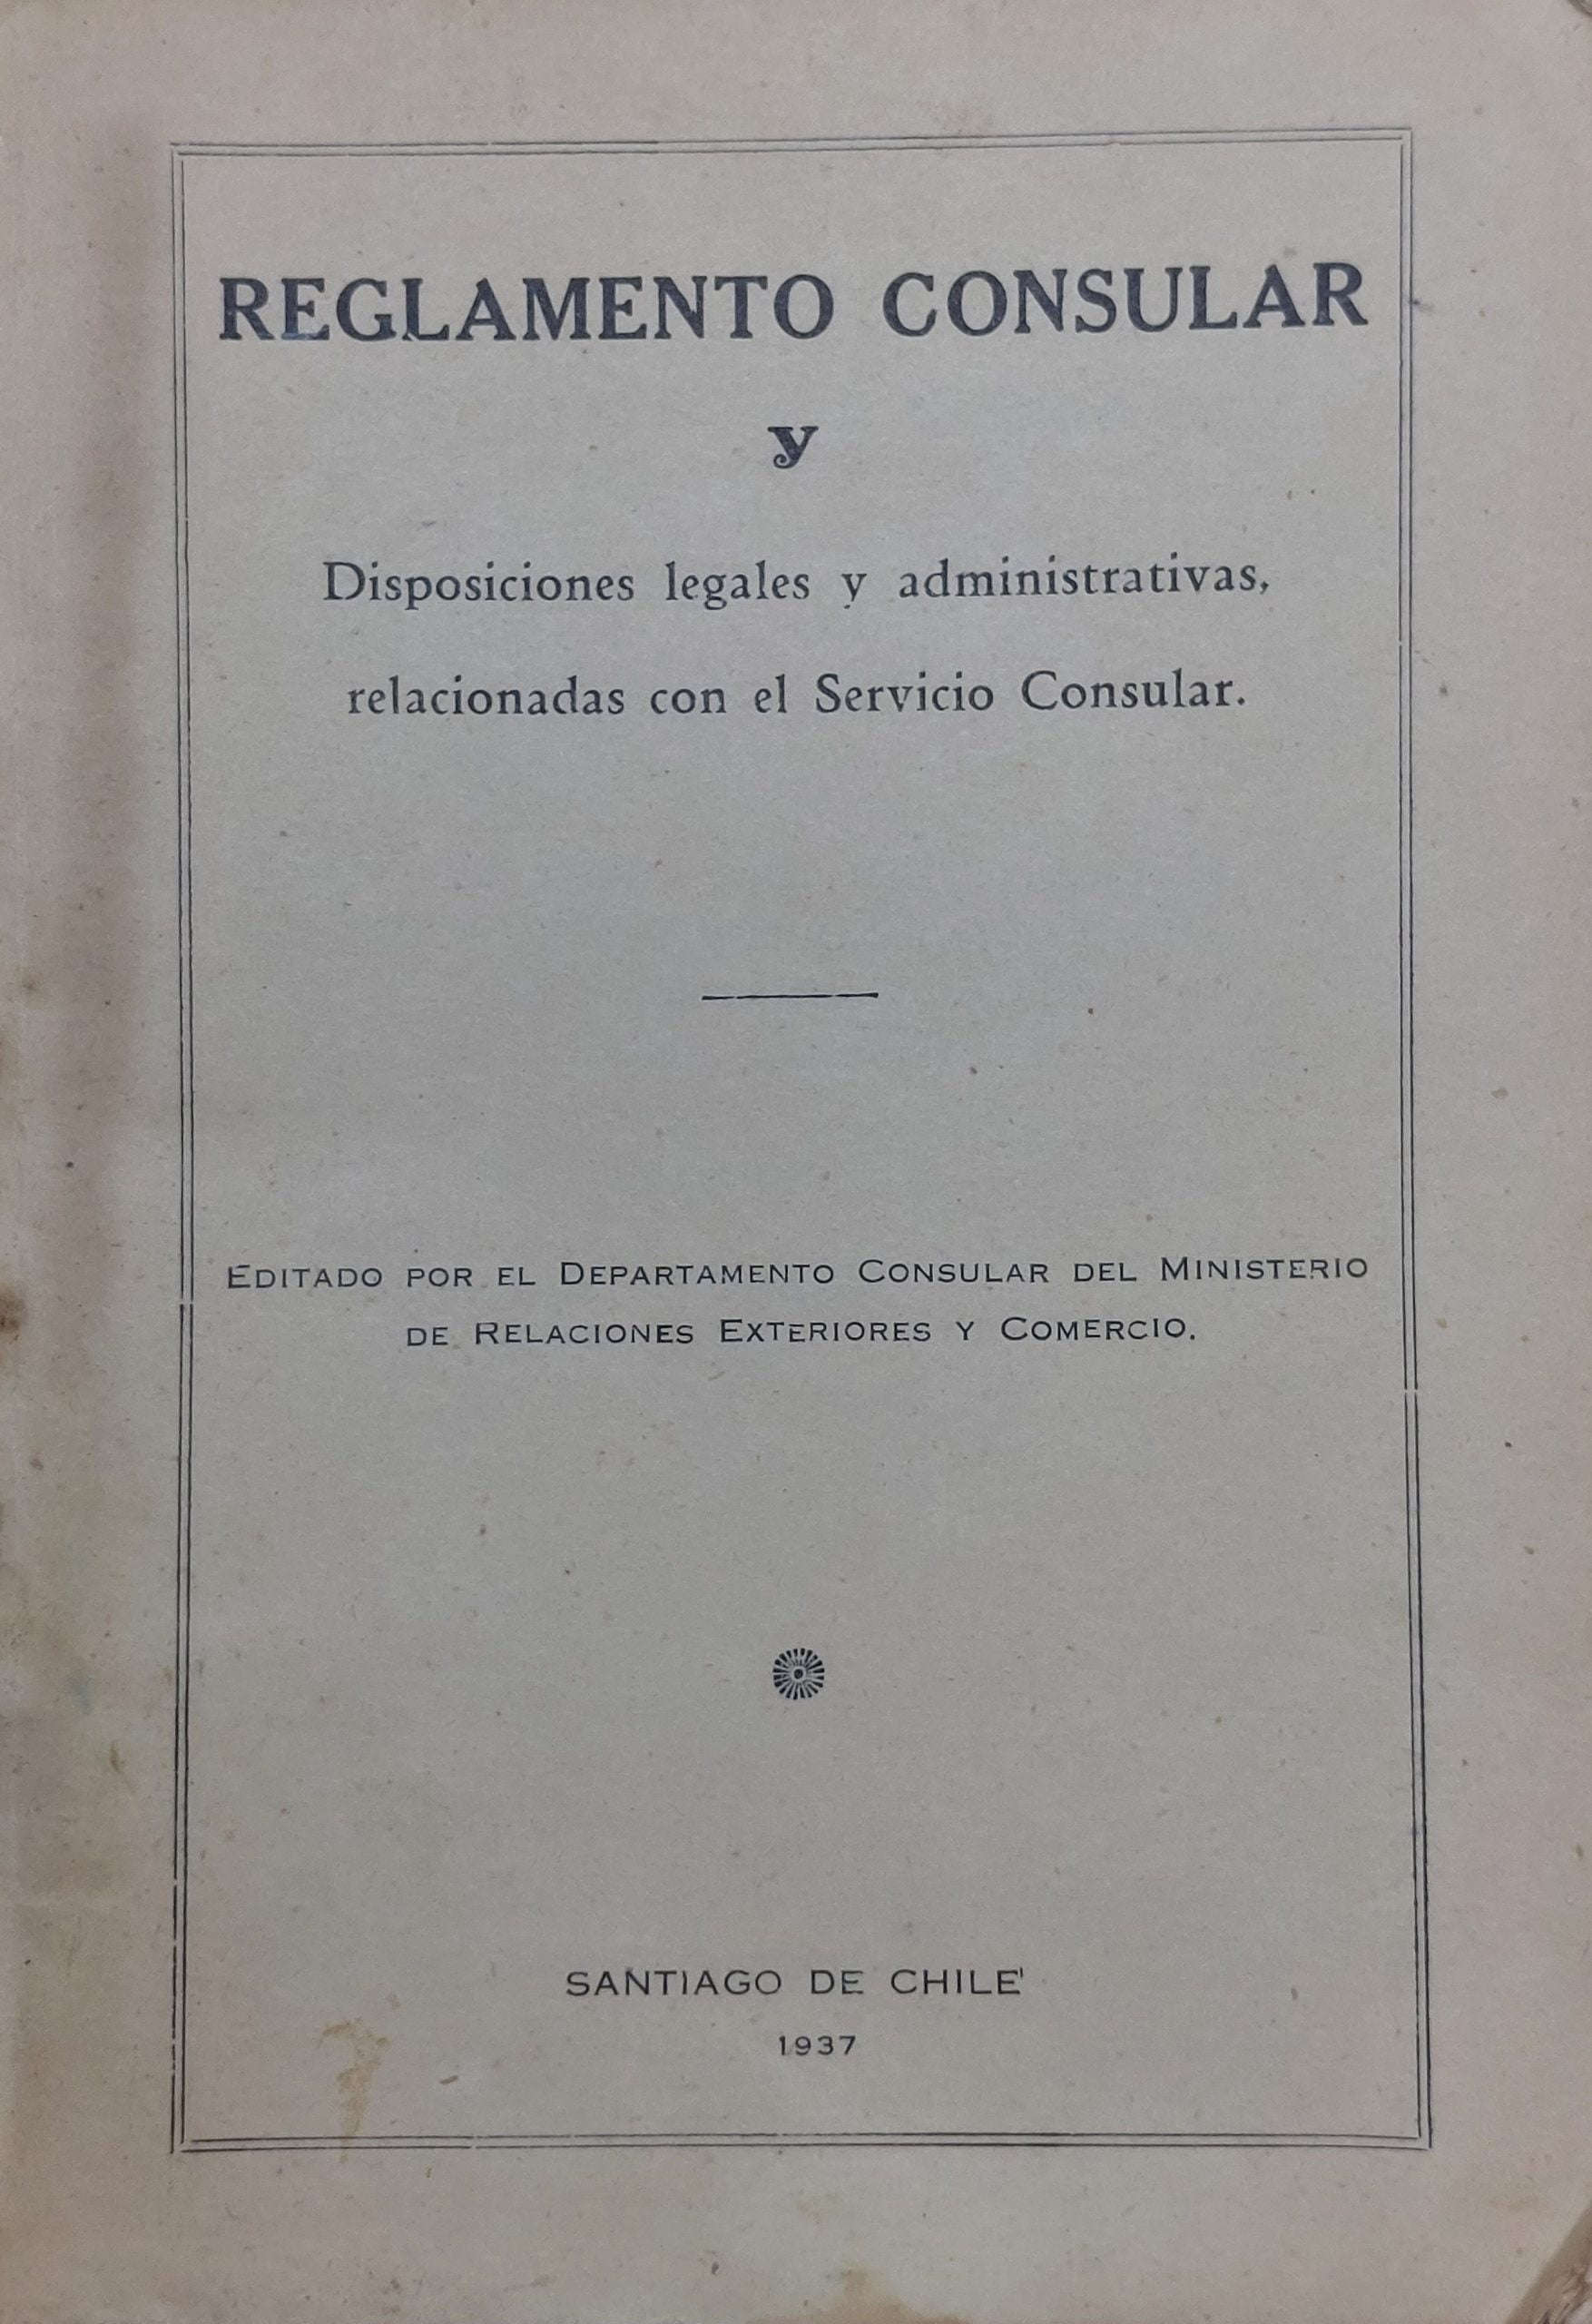 REGLAMENTO CONSULAR
y
Disposiciones legales y administrativas,
relacionadas con el Servicio Consular.
EDITADO POR EL DEPARTAMENTO CONSULAR DEL MINISTERIO
DE RELACIONES EXTERIORES Y COMERCIO.
SANTIAGO DE CHILE
1937